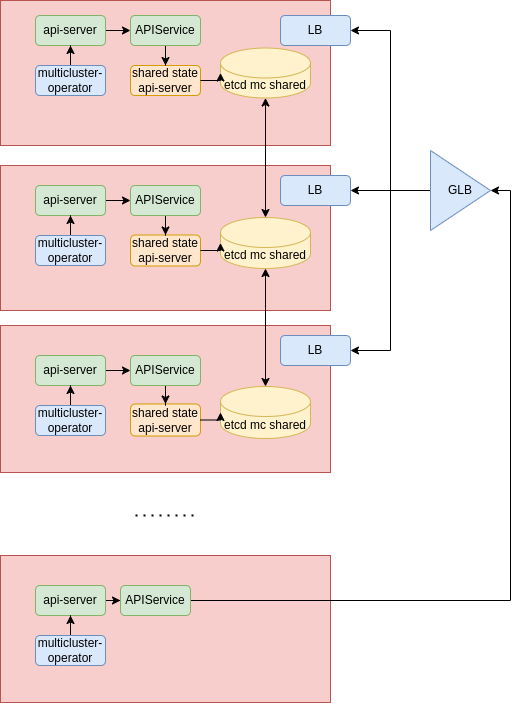 api-server
APIService
LB
multicluster-
operator
shared state
api-server
etcd mc shared
api-server
APIService
LB
GLB
multicluster-
operator
shared state
api-server
etcd mc shared
api-server
APIService
LB
multicluster-
operator
shared state
api-server
etcd mc shared
........
api-server
APIService
multicluster-
operator